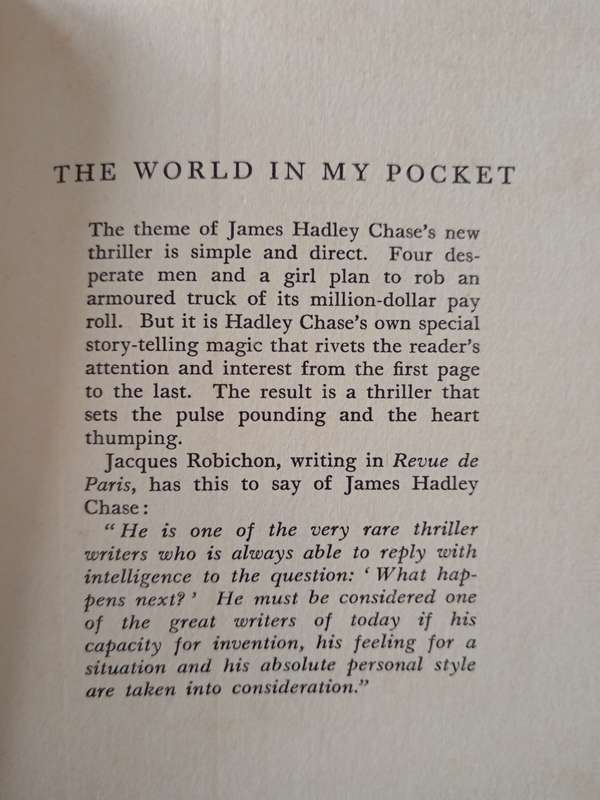 THE WORLD IN MY POCKET
The theme of James Hadley Chase's new
thriller is simple and direct. Four des-
perate men and a girl plan to rob an
armoured truck of its million-dollar pay
roll. But it is Hadley Chase's own special
story-telling magic that rivets the reader's
attention and interest from the first page
to the last. The result is a thriller that
sets the pulse pounding and the heart
thumping.
Jacques Robichon, writing in Revue de
Paris, has this to say of James Hadley
Chase:
"He is one of the very rare thriller
writers who is always able to reply with
intelligence to the question: 'What hap-
pens next?' He must be considered one
of the great writers of today if his
capacity for invention, his feeling for a
situation and his absolute personal style
are taken into consideration."